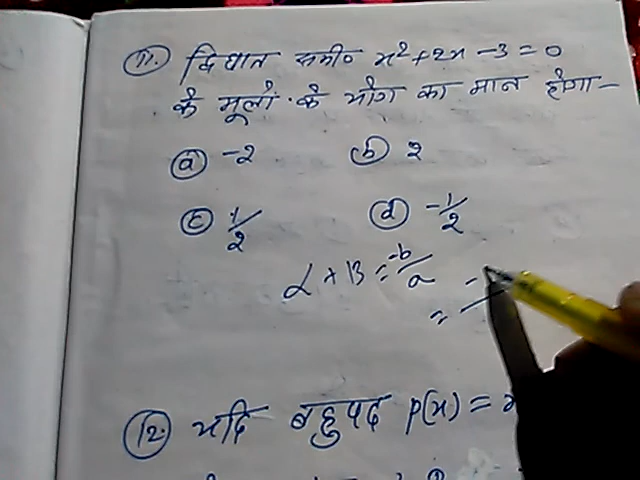 11. द्विघात समी० x²+2x-3=0
के मूलों के योग का मान होगा-
(a) -2 (b) 2
(c) 1/2 (d) -1/2
α + β = -b/a
= -
12. यदि बहुपद p(x) =